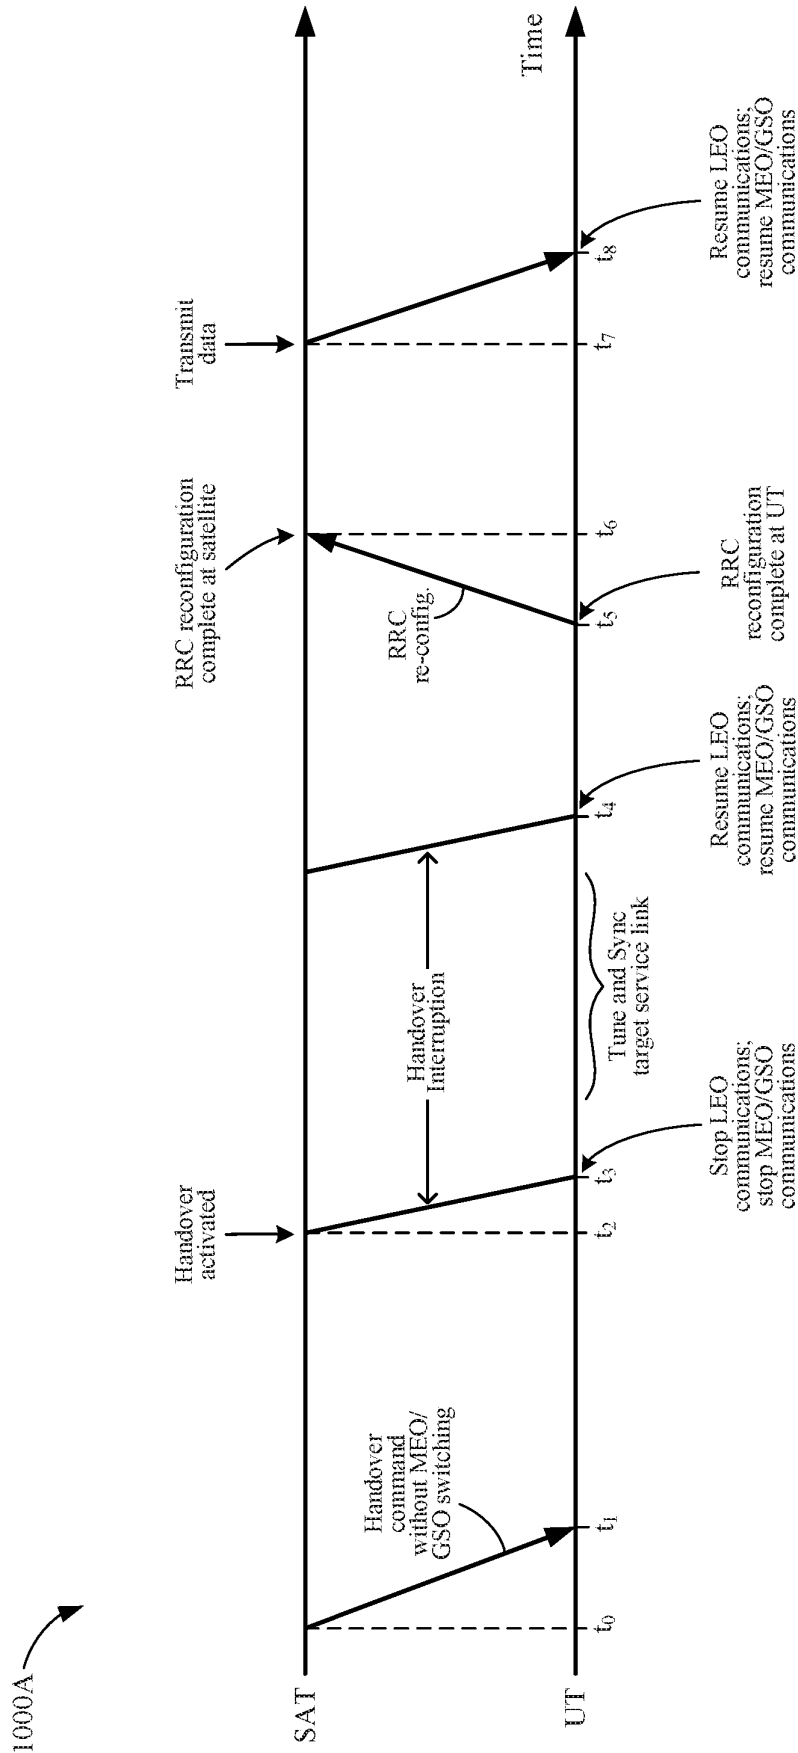 1000A
Handover
activated
RRC reconfiguration
complete at satellite
Transmit
data
SAT
Handover
command
without MEO/
GSO switching
Handover
Interruption
RRC
re-config.
Time
UT
t0
t1
t2
t3
t4
t5
t6
t7
t8
Tune and Sync
target service link
Stop LEO
communications;
stop MEO/GSO
communications
Resume LEO
communications;
resume MEO/GSO
communications
RRC
reconfiguration
complete at UT
Resume LEO
communications;
resume MEO/GSO
communications